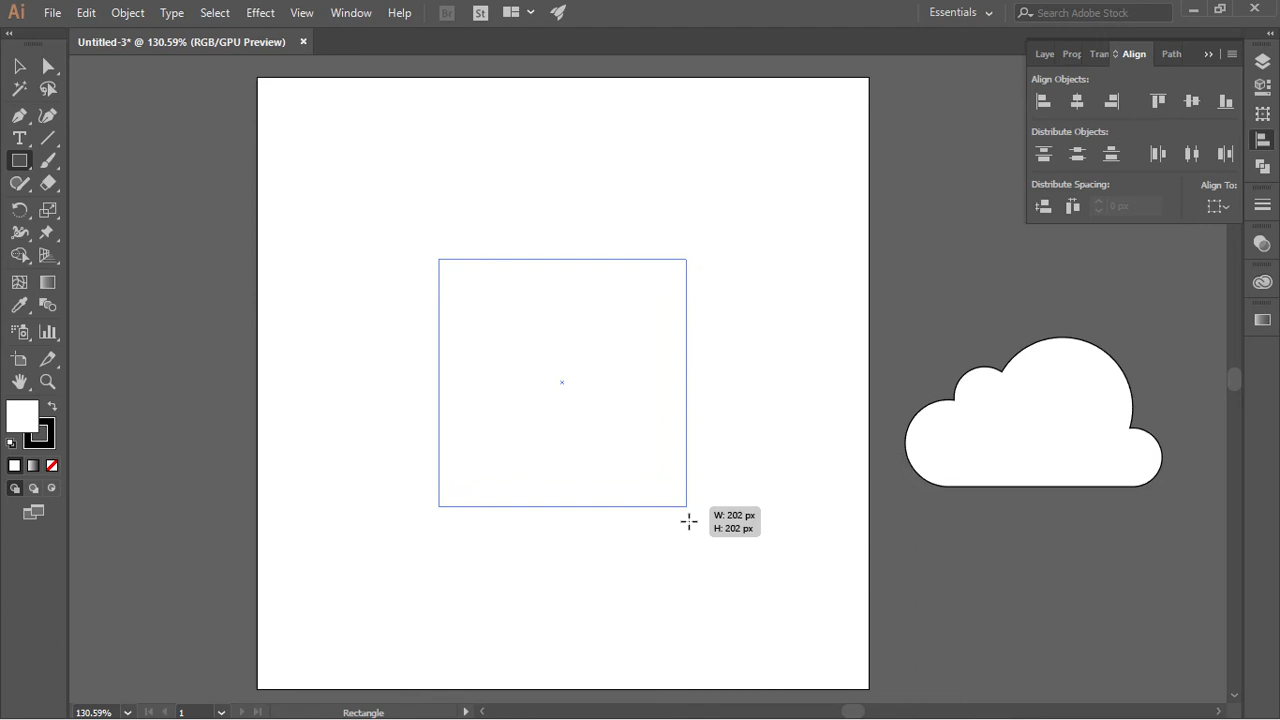 Ai File Edit Object Type Select Effect View Window Help Br St Essentials Search Adobe Stock
Untitled-3* @ 130.59% (RGB/GPU Preview) ×
Laye Prop Tran Align Path
Align Objects:
Distribute Objects:
Distribute Spacing: Align To:
0 px
W: 202 px
H: 202 px
130.59% 1 Rectangle